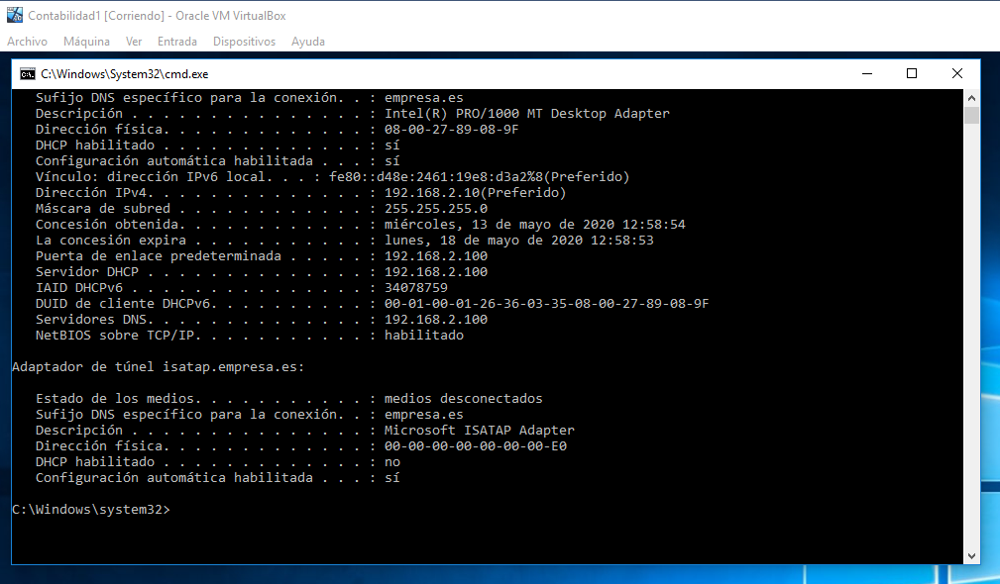 Contabilidad1 [Corriendo] - Oracle VM VirtualBox
Archivo Máquina Ver Entrada Dispositivos Ayuda
C:\Windows\System32\cmd.exe
Sufijo DNS específico para la conexión. . : empresa.es
Descripción . . . . . . . . . . . . . . . : Intel(R) PRO/1000 MT Desktop Adapter
Dirección física. . . . . . . . . . . . . : 08-00-27-89-08-9F
DHCP habilitado . . . . . . . . . . . . . : sí
Configuración automática habilitada . . . : sí
Vínculo: dirección IPv6 local. . . : fe80::d48e:2461:19e8:d3a2%8(Preferido)
Dirección IPv4. . . . . . . . . . . . . . : 192.168.2.10(Preferido)
Máscara de subred . . . . . . . . . . . . : 255.255.255.0
Concesión obtenida. . . . . . . . . . . . : miércoles, 13 de mayo de 2020 12:58:54
La concesión expira . . . . . . . . . . . : lunes, 18 de mayo de 2020 12:58:53
Puerta de enlace predeterminada . . . . . : 192.168.2.100
Servidor DHCP . . . . . . . . . . . . . . : 192.168.2.100
IAID DHCPv6 . . . . . . . . . . . . . . . : 34078759
DUID de cliente DHCPv6. . . . . . . . . . : 00-01-00-01-26-36-03-35-08-00-27-89-08-9F
Servidores DNS. . . . . . . . . . . . . . : 192.168.2.100
NetBIOS sobre TCP/IP. . . . . . . . . . . : habilitado
Adaptador de túnel isatap.empresa.es:
Estado de los medios. . . . . . . . . . . : medios desconectados
Sufijo DNS específico para la conexión. . : empresa.es
Descripción . . . . . . . . . . . . . . . : Microsoft ISATAP Adapter
Dirección física. . . . . . . . . . . . . : 00-00-00-00-00-00-00-E0
DHCP habilitado . . . . . . . . . . . . . : no
Configuración automática habilitada . . . : sí
C:\Windows\system32>